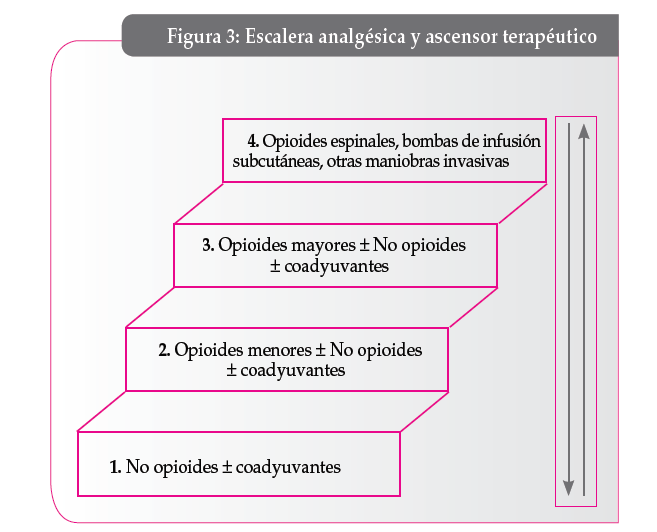 Figura 3: Escalera analgésica y ascensor terapéutico
4. Opioides espinales, bombas de infusión
subcutáneas, otras maniobras invasivas
3. Opioides mayores ± No opioides
± coadyuvantes
2. Opioides menores ± No opioides
± coadyuvantes
1. No opioides ± coadyuvantes